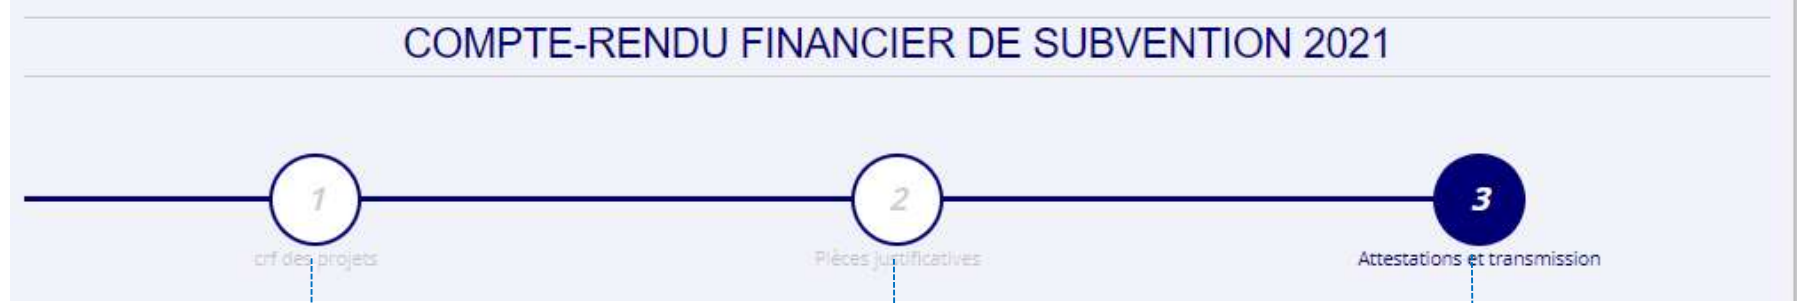 COMPTE-RENDU FINANCIER DE SUBVENTION 2021
1 2 3
crf des projets Pièces justificatives Attestations et transmission